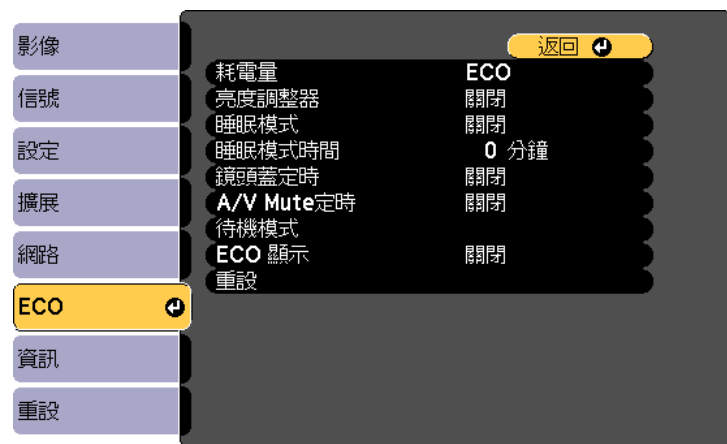 影像
信號
設定
擴展
網路
ECO
資訊
重設
返回
耗電量 ECO
亮度調整器 關閉
睡眠模式 關閉
睡眠模式時間 0 分鐘
鏡頭蓋定時 關閉
A/V Mute定時 關閉
待機模式
ECO 顯示 關閉
重設